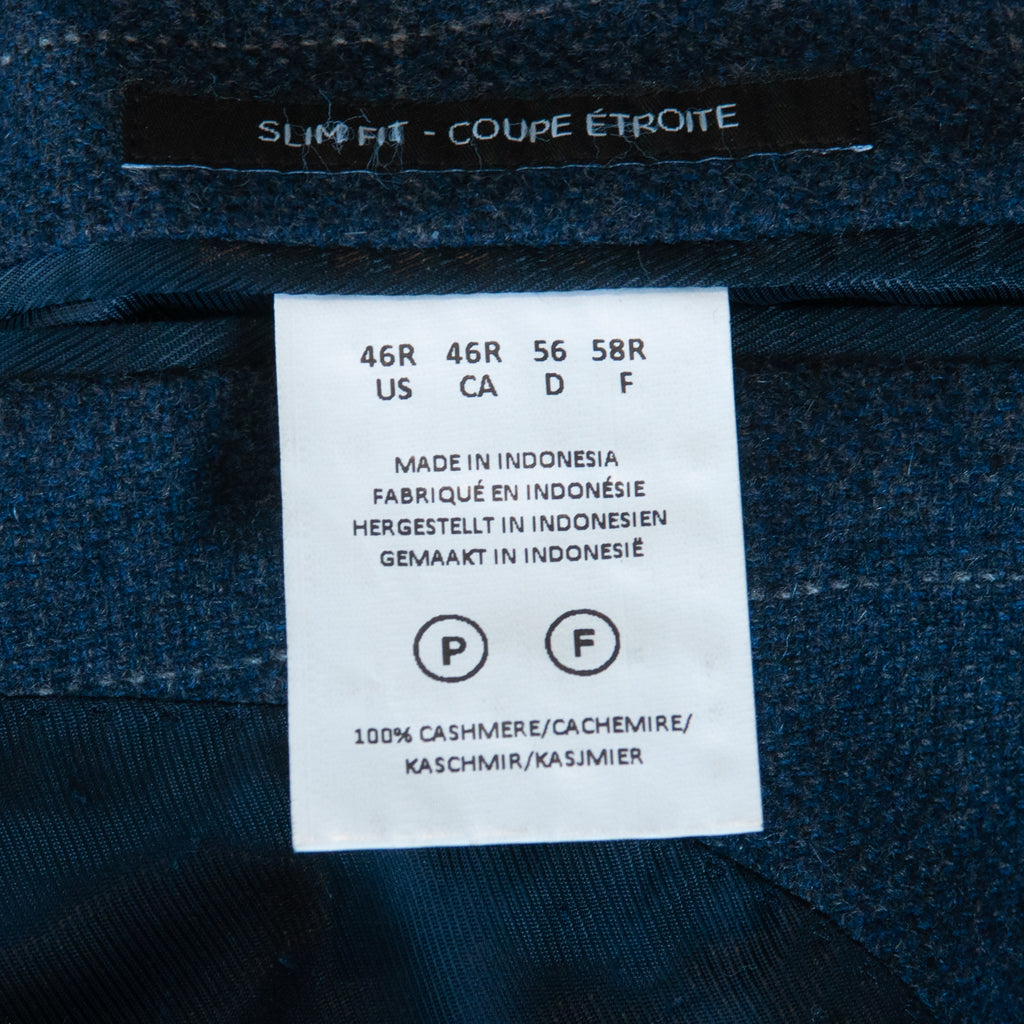 SLIM FIT - COUPE ÉTROITE
46R 46R 56 58R
US CA D F
MADE IN INDONESIA
FABRIQUÉ EN INDONÉSIE
HERGESTELLT IN INDONESIEN
GEMAAKT IN INDONESIË
P F
100% CASHMERE/CACHEMIRE/
KASCHMIR/KASJMIER